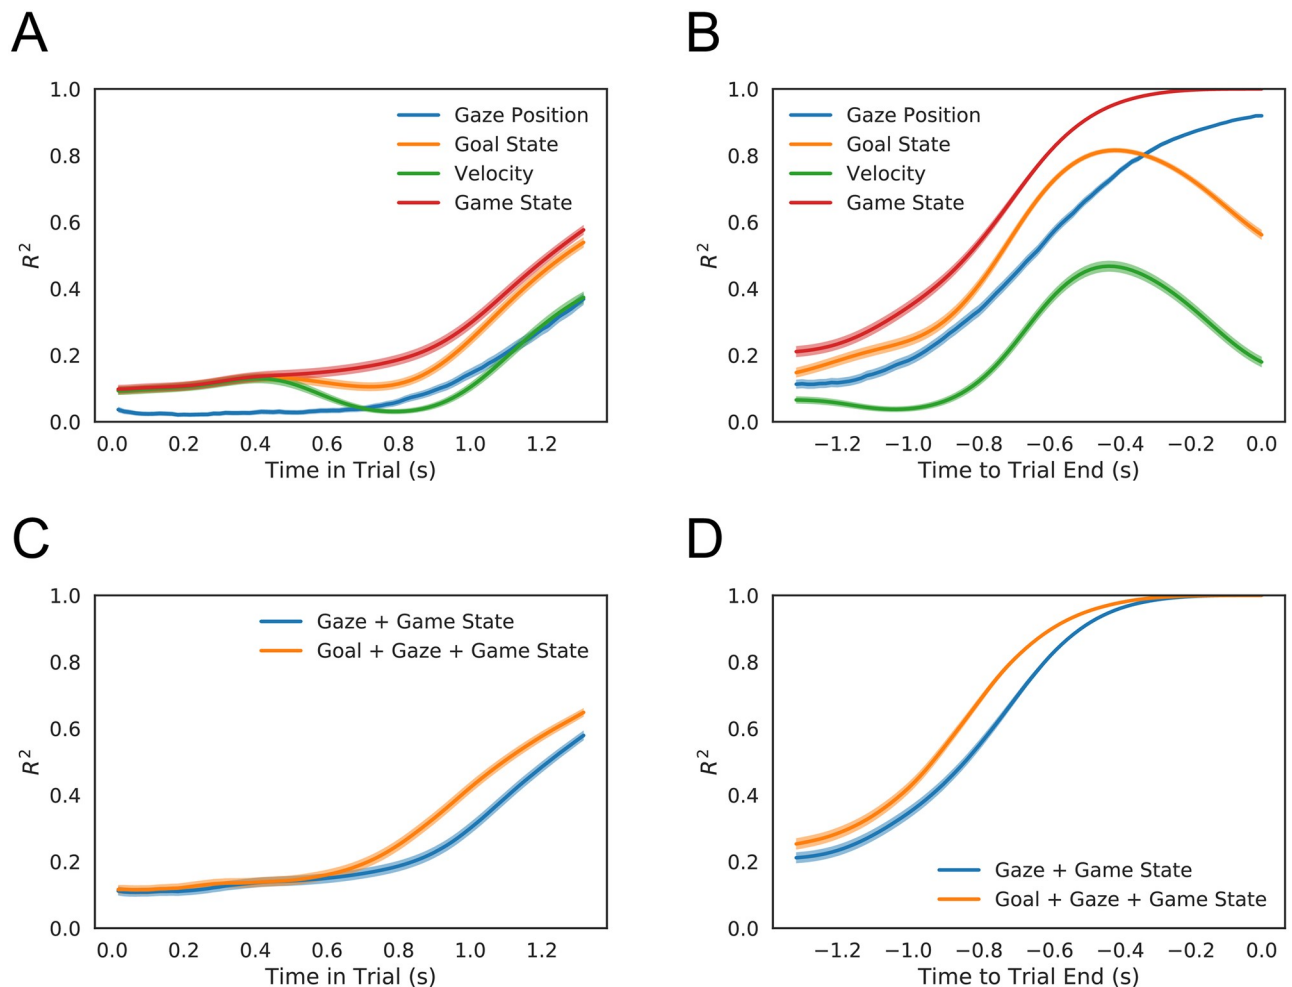 A
1.0
0.8
0.6
0.4
0.2
0.0
R²
Gaze Position
Goal State
Velocity
Game State
0.0 0.2 0.4 0.6 0.8 1.0 1.2
Time in Trial (s)
B
1.0
0.8
0.6
0.4
0.2
0.0
R²
Gaze Position
Goal State
Velocity
Game State
−1.2 −1.0 −0.8 −0.6 −0.4 −0.2 0.0
Time to Trial End (s)
C
1.0
0.8
0.6
0.4
0.2
0.0
R²
Gaze + Game State
Goal + Gaze + Game State
0.0 0.2 0.4 0.6 0.8 1.0 1.2
Time in Trial (s)
D
1.0
0.8
0.6
0.4
0.2
0.0
R²
Gaze + Game State
Goal + Gaze + Game State
−1.2 −1.0 −0.8 −0.6 −0.4 −0.2 0.0
Time to Trial End (s)